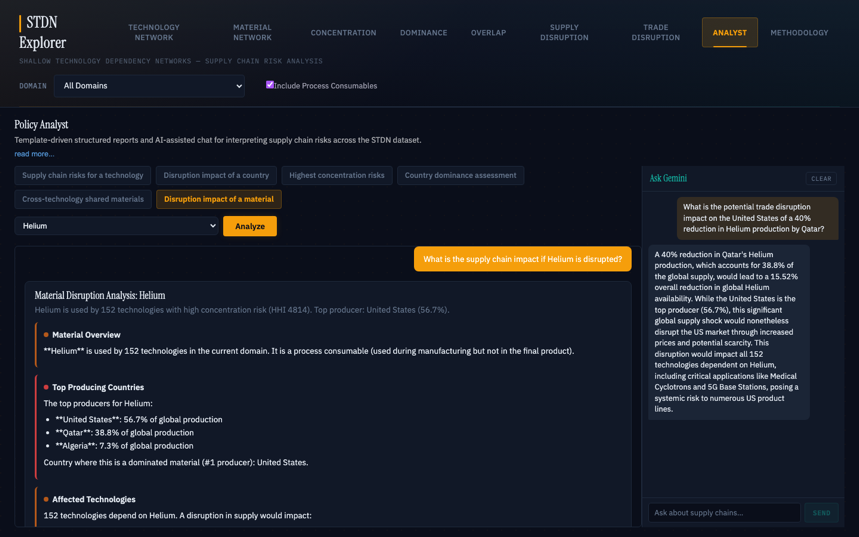 STDN
Explorer
TECHNOLOGY
NETWORK
MATERIAL
NETWORK
CONCENTRATION
DOMINANCE
OVERLAP
SUPPLY
DISRUPTION
TRADE
DISRUPTION
ANALYST
METHODOLOGY
SHALLOW TECHNOLOGY DEPENDENCY NETWORKS — SUPPLY CHAIN RISK ANALYSIS
DOMAIN
All Domains
Include Process Consumables
Policy Analyst
Template-driven structured reports and AI-assisted chat for interpreting supply chain risks across the STDN dataset.
read more...
Supply chain risks for a technology
Disruption impact of a country
Highest concentration risks
Country dominance assessment
Cross-technology shared materials
Disruption impact of a material
Helium
Analyze
What is the supply chain impact if Helium is disrupted?
Material Disruption Analysis: Helium
Helium is used by 152 technologies with high concentration risk (HHI 4814). Top producer: United States (56.7%).
Material Overview
**Helium** is used by 152 technologies in the current domain. It is a process consumable (used during manufacturing but not in the final product).
Top Producing Countries
The top producers for Helium:
• **United States**: 56.7% of global production
• **Qatar**: 38.8% of global production
• **Algeria**: 7.3% of global production
Country where this is a dominated material (#1 producer): United States.
Affected Technologies
152 technologies depend on Helium. A disruption in supply would impact:
Ask Gemini
CLEAR
What is the potential trade disruption
impact on the United States of a 40%
reduction in Helium production by Qatar?
A 40% reduction in Qatar's Helium
production, which accounts for 38.8% of
the global supply, would lead to a 15.52%
overall reduction in global Helium
availability. While the United States is the
top producer (56.7%), this significant
global supply shock would nonetheless
disrupt the US market through increased
prices and potential scarcity. This
disruption would impact all 152
technologies dependent on Helium,
including critical applications like Medical
Cyclotrons and 5G Base Stations, posing a
systemic risk to numerous US product
lines.
Ask about supply chains...
SEND